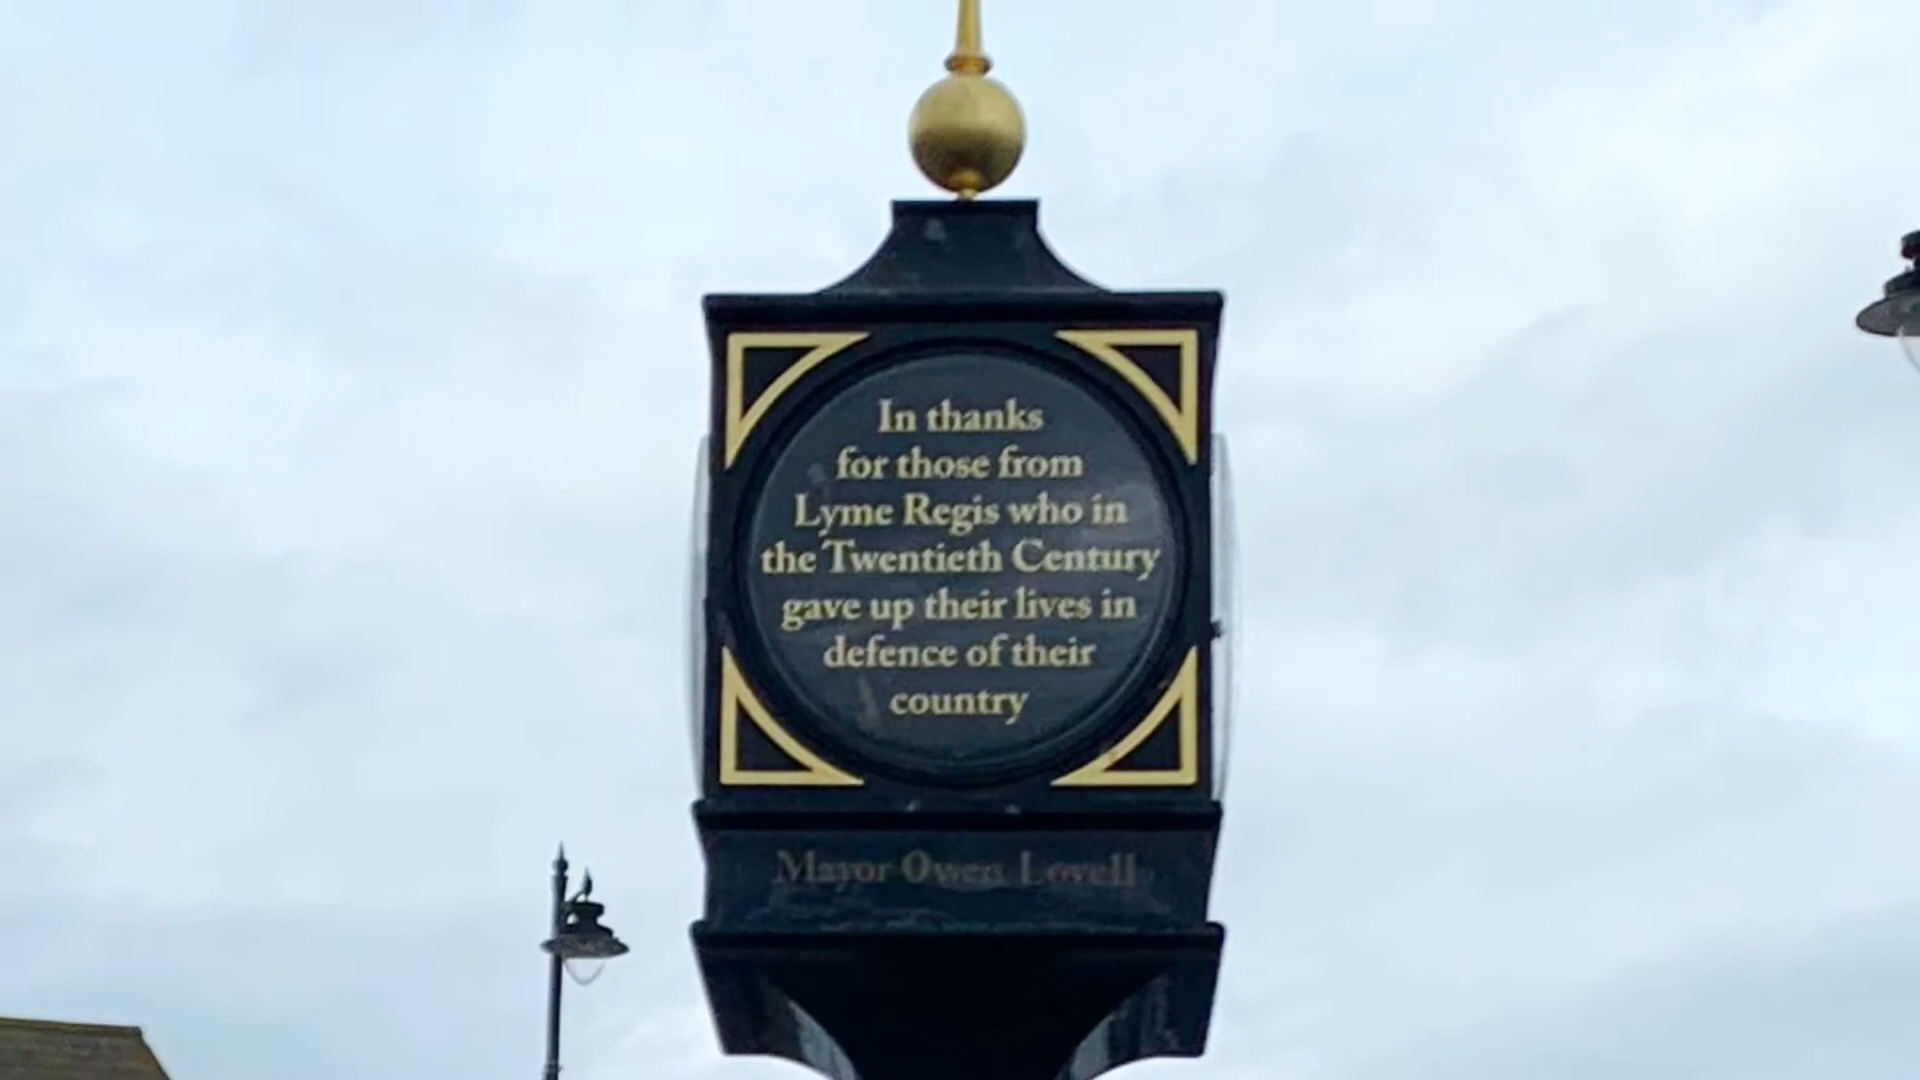 In thanks
for those from
Lyme Regis who in
the Twentieth Century
gave up their lives in
defence of their
country
Mayor Owen Lovell